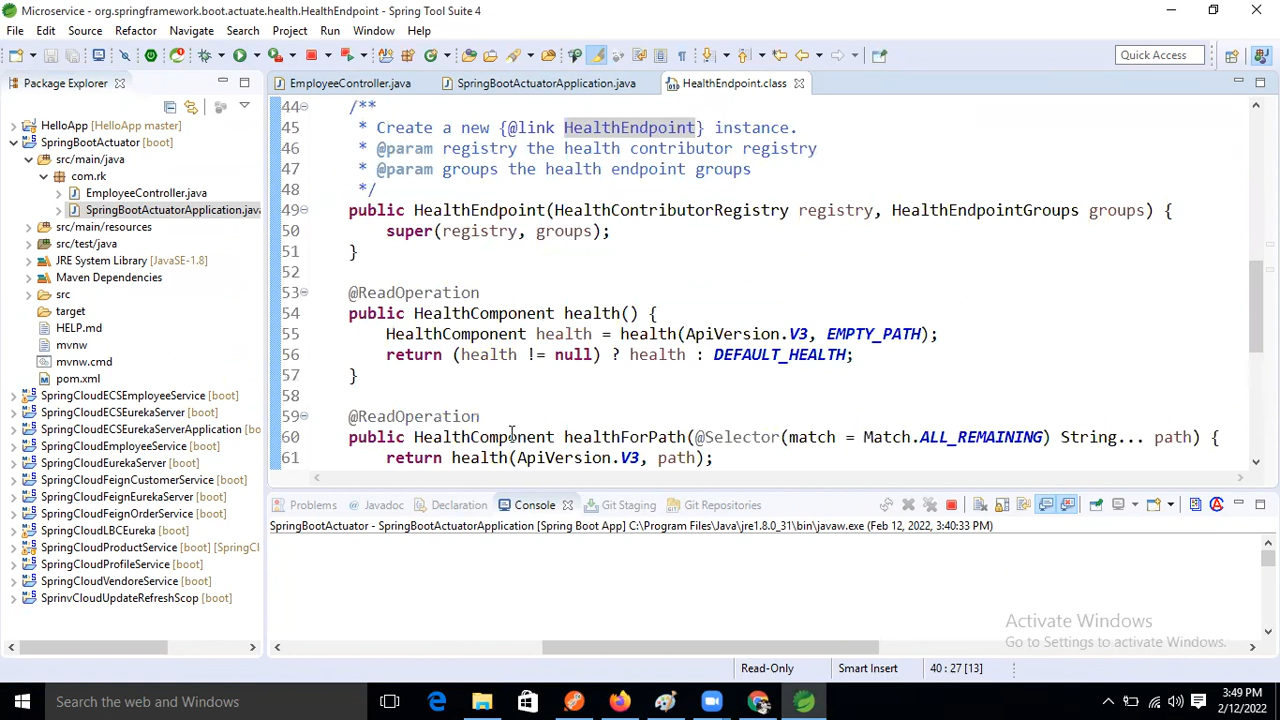 Microservice - org.springframework.boot.actuate.health.HealthEndpoint - Spring Tool Suite 4
File Edit Source Refactor Navigate Search Project Run Window Help
Quick Access
Package Explorer
EmployeeController.java
SpringBootActuatorApplication.java
HealthEndpoint.class
HelloApp [HelloApp master]
SpringBootActuator [boot]
src/main/java
com.rk
EmployeeController.java
SpringBootActuatorApplication.java
src/main/resources
src/test/java
JRE System Library [JavaSE-1.8]
Maven Dependencies
src
target
HELP.md
mvnw
mvnw.cmd
pom.xml
SpringCloudECSEmployeeService [boot]
SpringCloudECSEurekaServer [boot]
SpringCloudECSEurekaServerApplication [boot]
SpringCloudEmployeeService [boot]
SpringCloudEurekaServer [boot]
SpringCloudFeignCustomerService [boot]
SpringCloudFeignEurekaServer [boot]
SpringCloudFeignOrderService [boot]
SpringCloudLBCEureka [boot]
SpringCloudProductService [boot] [SpringCl
SpringCloudProfileService [boot]
SpringCloudVendoreService [boot]
SprinvCloudUpdateRefreshScop [boot]
44 /**
45 * Create a new {@link HealthEndpoint} instance.
46 * @param registry the health contributor registry
47 * @param groups the health endpoint groups
48 */
49 public HealthEndpoint(HealthContributorRegistry registry, HealthEndpointGroups groups) {
50 super(registry, groups);
51 }
52
53 @ReadOperation
54 public HealthComponent health() {
55 HealthComponent health = health(ApiVersion.V3, EMPTY_PATH);
56 return (health != null) ? health : DEFAULT_HEALTH;
57 }
58
59 @ReadOperation
60 public HealthComponent healthForPath(@Selector(match = Match.ALL_REMAINING) String... path) {
61 return health(ApiVersion.V3, path);
Problems Javadoc Declaration Console Git Staging Git Repositories
SpringBootActuator - SpringBootActuatorApplication [Spring Boot App] C:\Program Files\Java\jre1.8.0_31\bin\javaw.exe (Feb 12, 2022, 3:40:33 PM)
Activate Windows
Go to Settings to activate Windows.
Read-Only Smart Insert 40 : 27 [13]
Search the web and Windows
3:49 PM
2/12/2022